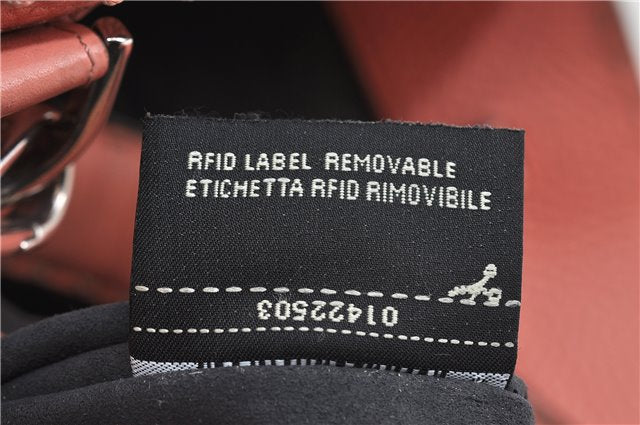 RFID LABEL REMOVABLE
ETICHETTA RFID RIMOVIBILE
01422503